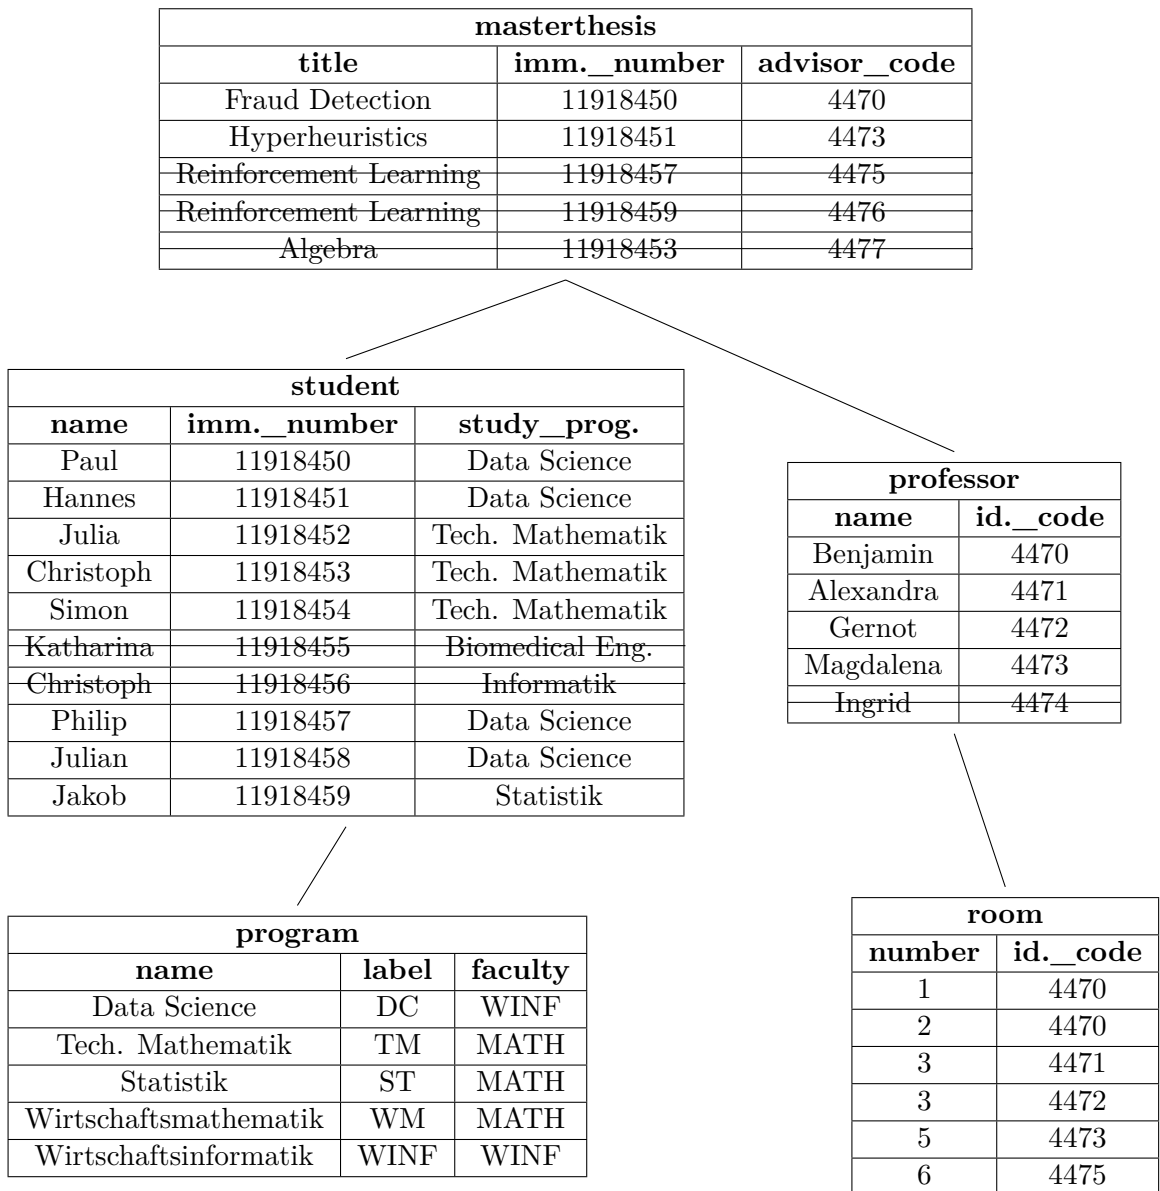 masterthesis
title imm._number advisor_code
Fraud Detection 11918450 4470
Hyperheuristics 11918451 4473
Reinforcement Learning 11918457 4475
Reinforcement Learning 11918459 4476
Algebra 11918453 4477
student
name imm._number study_prog.
Paul 11918450 Data Science
Hannes 11918451 Data Science
Julia 11918452 Tech. Mathematik
Christoph 11918453 Tech. Mathematik
Simon 11918454 Tech. Mathematik
Katharina 11918455 Biomedical Eng.
Christoph 11918456 Informatik
Philip 11918457 Data Science
Julian 11918458 Data Science
Jakob 11918459 Statistik
professor
name id._code
Benjamin 4470
Alexandra 4471
Gernot 4472
Magdalena 4473
Ingrid 4474
program
name label faculty
Data Science DC WINF
Tech. Mathematik TM MATH
Statistik ST MATH
Wirtschaftsmathematik WM MATH
Wirtschaftsinformatik WINF WINF
room
number id._code
1 4470
2 4470
3 4471
3 4472
5 4473
6 4475